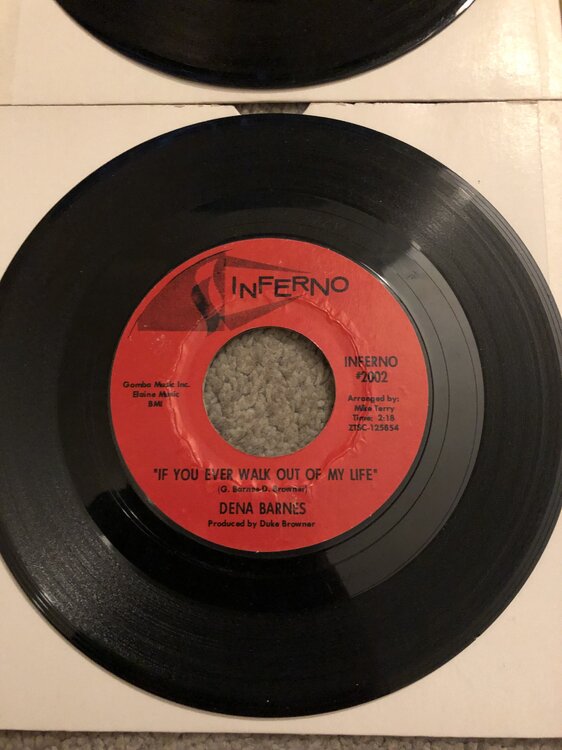 INFERNO
INFERNO
#2002
Gomba Music Inc.
Elaine Music
BMI
Arranged by:
Mike Terry
Time: 2:18
ZTSC-125654
"IF YOU EVER WALK OUT OF MY LIFE"
(G. Barnes-D. Browner)
DENA BARNES
Produced by Duke Browner